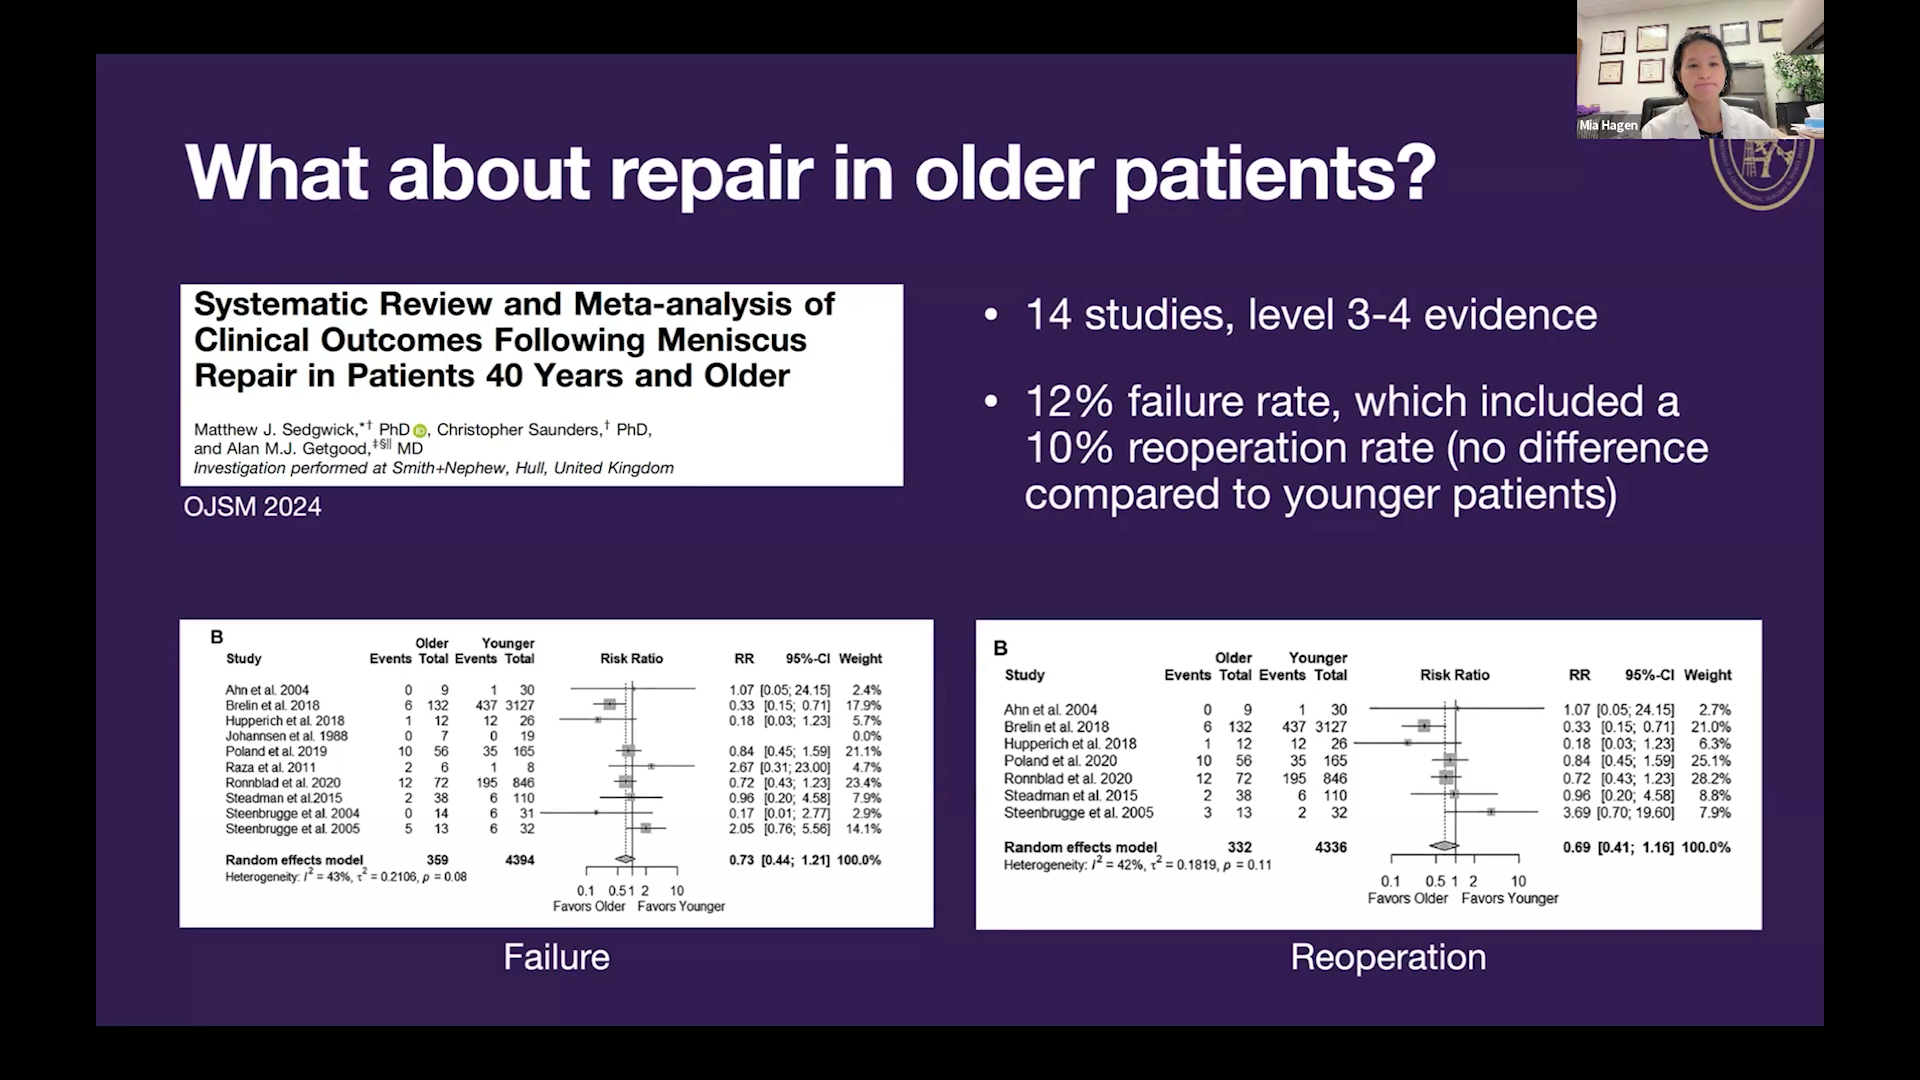 Mia Hagen
What about repair in older patients?
Systematic Review and Meta-analysis of
Clinical Outcomes Following Meniscus
Repair in Patients 40 Years and Older
Matthew J. Sedgwick,*† PhD iD, Christopher Saunders,† PhD,
and Alan M.J. Getgood,‡§|| MD
Investigation performed at Smith+Nephew, Hull, United Kingdom
OJSM 2024
• 14 studies, level 3-4 evidence
• 12% failure rate, which included a
10% reoperation rate (no difference
compared to younger patients)
B
Older Younger
Study Events Total Events Total Risk Ratio RR 95%-CI Weight
Ahn et al. 2004 0 9 1 30 1.07 [0.05; 24.15] 2.4%
Brelin et al. 2018 6 132 437 3127 0.33 [0.15; 0.71] 17.9%
Hupperich et al. 2018 1 12 12 26 0.18 [0.03; 1.23] 5.7%
Johannsen et al. 1988 0 7 0 19 0.0%
Poland et al. 2019 10 56 35 165 0.84 [0.45; 1.59] 21.1%
Raza et al. 2011 2 6 1 8 2.67 [0.31; 23.00] 4.7%
Ronnblad et al. 2020 12 72 195 846 0.72 [0.43; 1.23] 23.4%
Steadman et al.2015 2 38 6 110 0.96 [0.20; 4.58] 7.9%
Steenbrugge et al. 2004 0 14 6 31 0.17 [0.01; 2.77] 2.9%
Steenbrugge et al. 2005 5 13 6 32 2.05 [0.76; 5.56] 14.1%
Random effects model 359 4394 0.73 [0.44; 1.21] 100.0%
Heterogeneity: I² = 43%, τ² = 0.2106, p = 0.08
0.1 0.5 1 2 10
Favors Older Favors Younger
Failure
B
Older Younger
Study Events Total Events Total Risk Ratio RR 95%-CI Weight
Ahn et al. 2004 0 9 1 30 1.07 [0.05; 24.15] 2.7%
Brelin et al. 2018 6 132 437 3127 0.33 [0.15; 0.71] 21.0%
Hupperich et al. 2018 1 12 12 26 0.18 [0.03; 1.23] 6.3%
Poland et al. 2020 10 56 35 165 0.84 [0.45; 1.59] 25.1%
Ronnblad et al. 2020 12 72 195 846 0.72 [0.43; 1.23] 28.2%
Steadman et al. 2015 2 38 6 110 0.96 [0.20; 4.58] 8.8%
Steenbrugge et al. 2005 3 13 2 32 3.69 [0.70; 19.60] 7.9%
Random effects model 332 4336 0.69 [0.41; 1.16] 100.0%
Heterogeneity: I² = 42%, τ² = 0.1819, p = 0.11
0.1 0.5 1 2 10
Favors Older Favors Younger
Reoperation